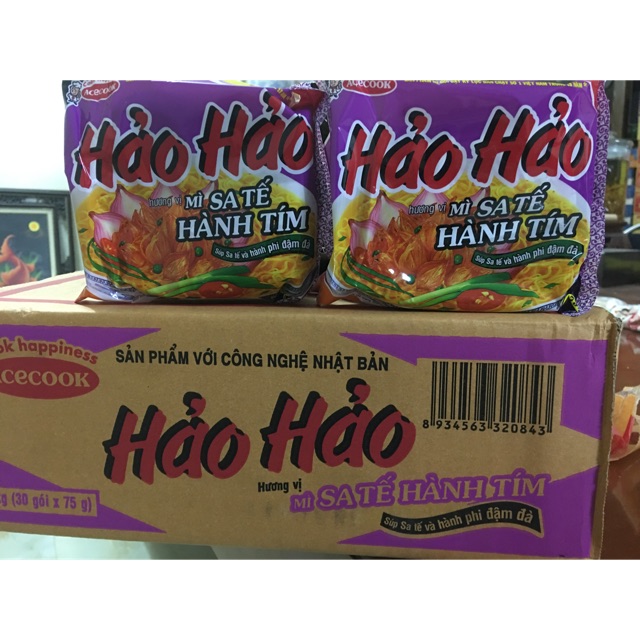 Acecook
Hảo Hảo
hương vị MÌ SA TẾ
HÀNH TÍM
Súp Sa tế và hành phi đậm đà
Acecook
Hảo Hảo
hương vị MÌ SA TẾ
HÀNH TÍM
Súp Sa tế và hành phi đậm đà
ok happiness
Acecook
SẢN PHẨM VỚI CÔNG NGHỆ NHẬT BẢN
Hảo Hảo
Hương vị
MÌ SA TẾ HÀNH TÍM
Súp Sa tế và hành phi đậm đà
g (30 gói x 75 g)
8 934563 320843